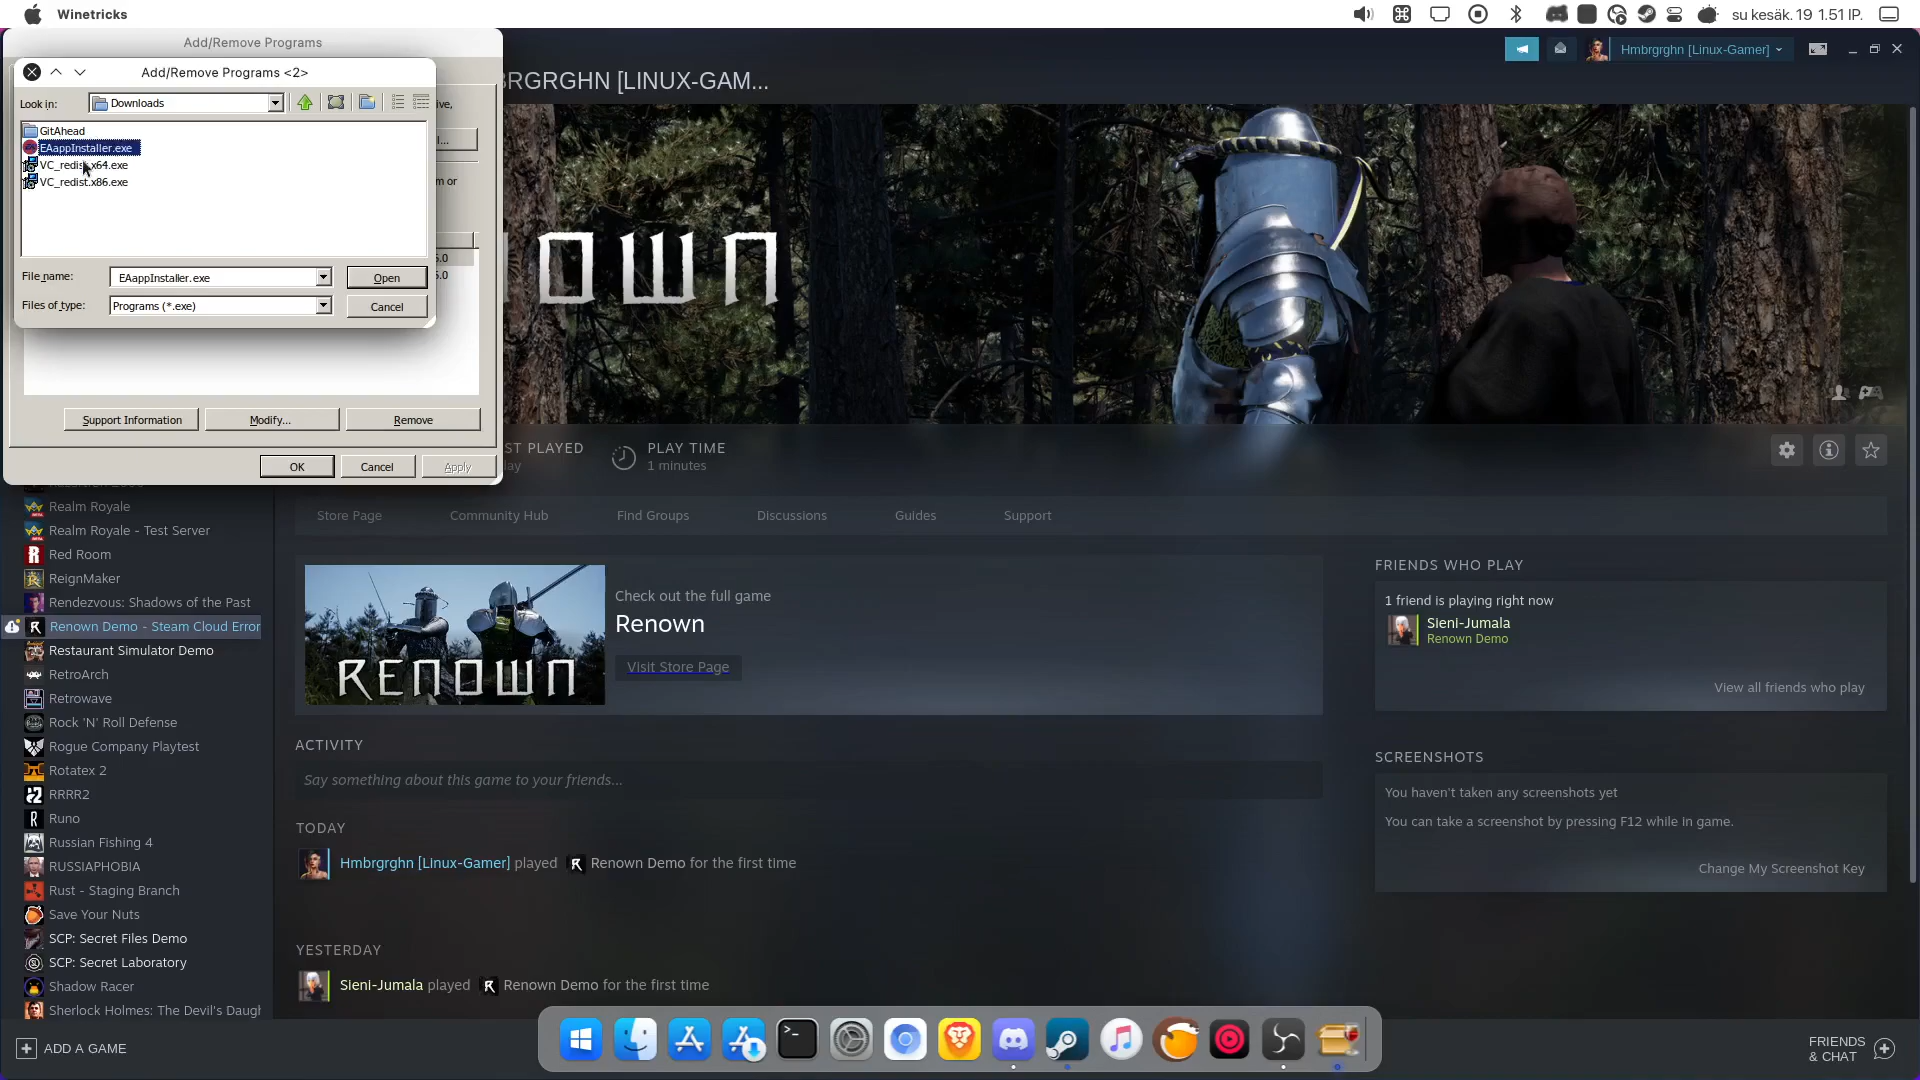 Winetricks
su kesäk. 19 1.51 IP.
Add/Remove Programs
Add/Remove Programs <2>
Look in:
Downloads
ive,
GitAhead
EAappInstaller.exe
l...
VC_redist.x64.exe
VC_redist.x86.exe
m or
5.0
5.0
File name:
EAappInstaller.exe
Open
Files of type:
Programs (*.exe)
Cancel
Support Information
Modify...
Remove
OK
Cancel
Apply
Hmbrgrghn [Linux-Gamer]
BRGRGHN [LINUX-GAM...
OWN
ST PLAYED
day
PLAY TIME
1 minutes
Store Page
Community Hub
Find Groups
Discussions
Guides
Support
Realm Royale
Realm Royale - Test Server
Red Room
ReignMaker
Rendezvous: Shadows of the Past
Renown Demo - Steam Cloud Error
Restaurant Simulator Demo
RetroArch
Retrowave
Rock 'N' Roll Defense
Rogue Company Playtest
Rotatex 2
RRRR2
Runo
Russian Fishing 4
RUSSIAPHOBIA
Rust - Staging Branch
Save Your Nuts
SCP: Secret Files Demo
SCP: Secret Laboratory
Shadow Racer
Sherlock Holmes: The Devil's Daugh
ADD A GAME
RENOWN
Check out the full game
Renown
Visit Store Page
ACTIVITY
Say something about this game to your friends...
TODAY
Hmbrgrghn [Linux-Gamer] played Renown Demo for the first time
YESTERDAY
Sieni-Jumala played Renown Demo for the first time
FRIENDS WHO PLAY
1 friend is playing right now
Sieni-Jumala
Renown Demo
View all friends who play
SCREENSHOTS
You haven't taken any screenshots yet
You can take a screenshot by pressing F12 while in game.
Change My Screenshot Key
FRIENDS
& CHAT